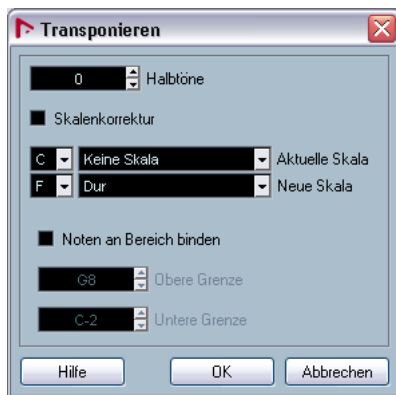 Transponieren
0 Halbtöne
Skalenkorrektur
C Keine Skala Aktuelle Skala
F Dur Neue Skala
Noten an Bereich binden
G8 Obere Grenze
C-2 Untere Grenze
Hilfe OK Abbrechen